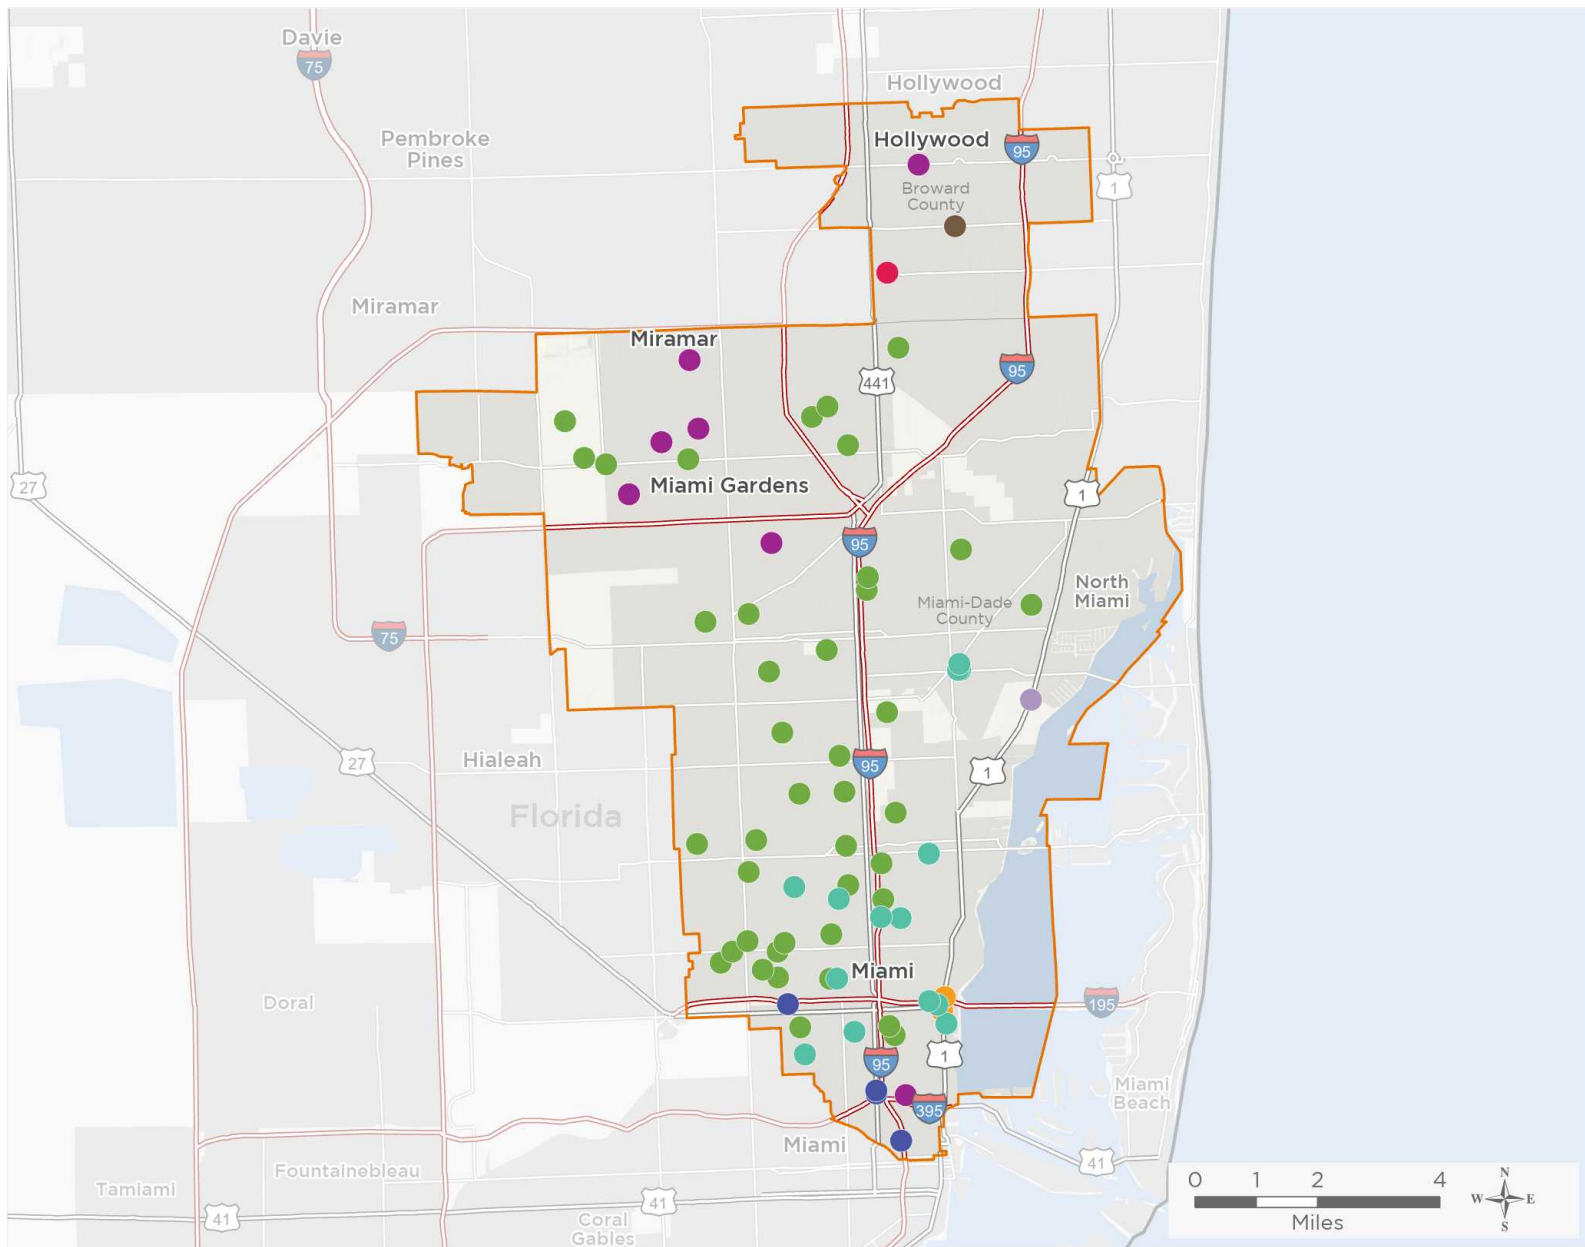 Davie
75
Hollywood
Pembroke
Pines
Hollywood
95
1
Broward
County
Miramar
Miramar
95
441
27
Miami Gardens
1
95
North
Miami
Miami-Dade
County
75
27
Hialeah
95
1
Florida
Miami
Doral
195
95
1
Miami
Beach
395
Miami
41
Fountainebleau
Tamiami
41
41
Coral
Gables
0 1 2 4
Miles
N
W E
S